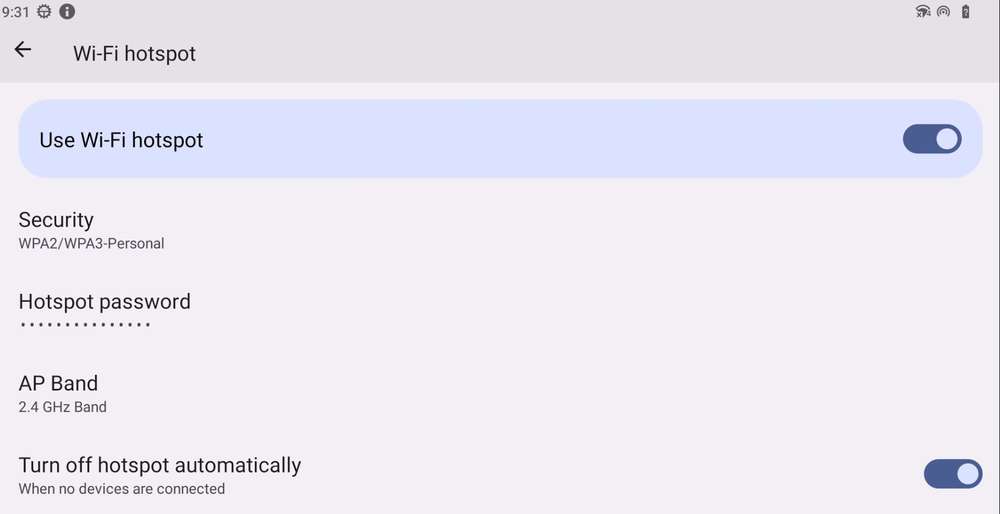 9:31
Wi-Fi hotspot
Use Wi-Fi hotspot
Security
WPA2/WPA3-Personal
Hotspot password
···············
AP Band
2.4 GHz Band
Turn off hotspot automatically
When no devices are connected